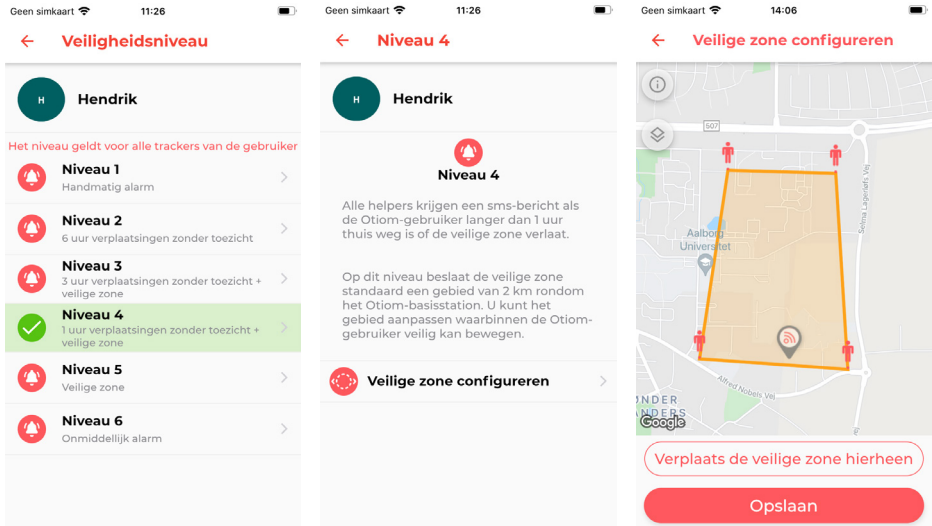 Geen simkaart 11:26
Veiligheidsniveau
H Hendrik
Het niveau geldt voor alle trackers van de gebruiker
Niveau 1
Handmatig alarm
Niveau 2
6 uur verplaatsingen zonder toezicht
Niveau 3
3 uur verplaatsingen zonder toezicht +
veilige zone
Niveau 4
1 uur verplaatsingen zonder toezicht +
veilige zone
Niveau 5
Veilige zone
Niveau 6
Onmiddellijk alarm
Geen simkaart 11:26
Niveau 4
H Hendrik
Niveau 4
Alle helpers krijgen een sms-bericht als
de Otiom-gebruiker langer dan 1 uur
thuis weg is of de veilige zone verlaat.
Op dit niveau beslaat de veilige zone
standaard een gebied van 2 km rondom
het Otiom-basisstation. U kunt het
gebied aanpassen waarbinnen de Otiom-
gebruiker veilig kan bewegen.
Veilige zone configureren
Geen simkaart 14:06
Veilige zone configureren
507
Selma Lagerløfs Vej
Aalborg
Universitet
Alfred Nobels Vej
ØNDER
ANDERS
Google
Verplaats de veilige zone hierheen
Opslaan